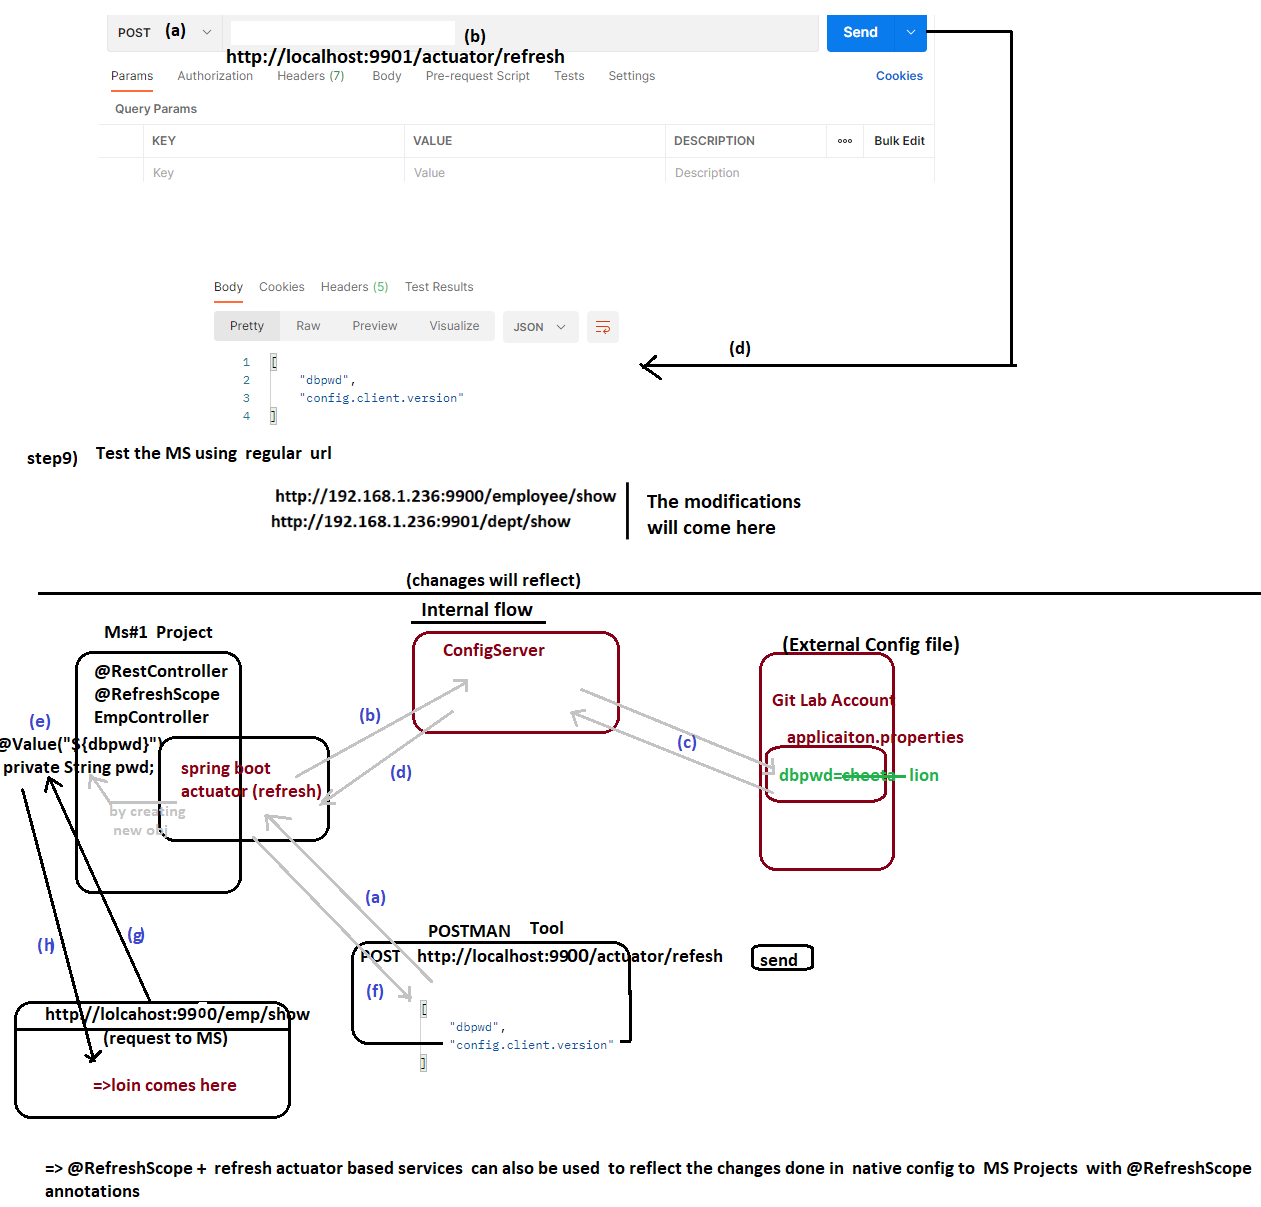 POST (a)
(b)
Send
http://localhost:9901/actuator/refresh
Params Authorization Headers (7) Body Pre-request Script Tests Settings Cookies
Query Params
KEY VALUE DESCRIPTION ooo Bulk Edit
Key Value Description
Body Cookies Headers (5) Test Results
Pretty Raw Preview Visualize JSON
(d)
1 [
2 "dbpwd",
3 "config.client.version"
4 ]
step9) Test the MS using regular url
http://192.168.1.236:9900/employee/show
http://192.168.1.236:9901/dept/show
The modifications
will come here
(chanages will reflect)
Internal flow
Ms#1 Project
@RestController
@RefreshScope
EmpController
(e)
@Value("${dbpwd}")
private String pwd;
spring boot
actuator (refresh)
by creating
new obj
ConfigServer
(b)
(d)
(c)
(External Config file)
Git Lab Account
applicaiton.properties
dbpwd=cheeta lion
(a)
(h)
(g)
(f)
POSTMAN Tool
POST http://localhost:9900/actuator/refesh send
[
"dbpwd",
"config.client.version"
]
http://lolcahost:9900/emp/show
(request to MS)
=>loin comes here
=> @RefreshScope + refresh actuator based services can also be used to reflect the changes done in native config to MS Projects with @RefreshScope
annotations